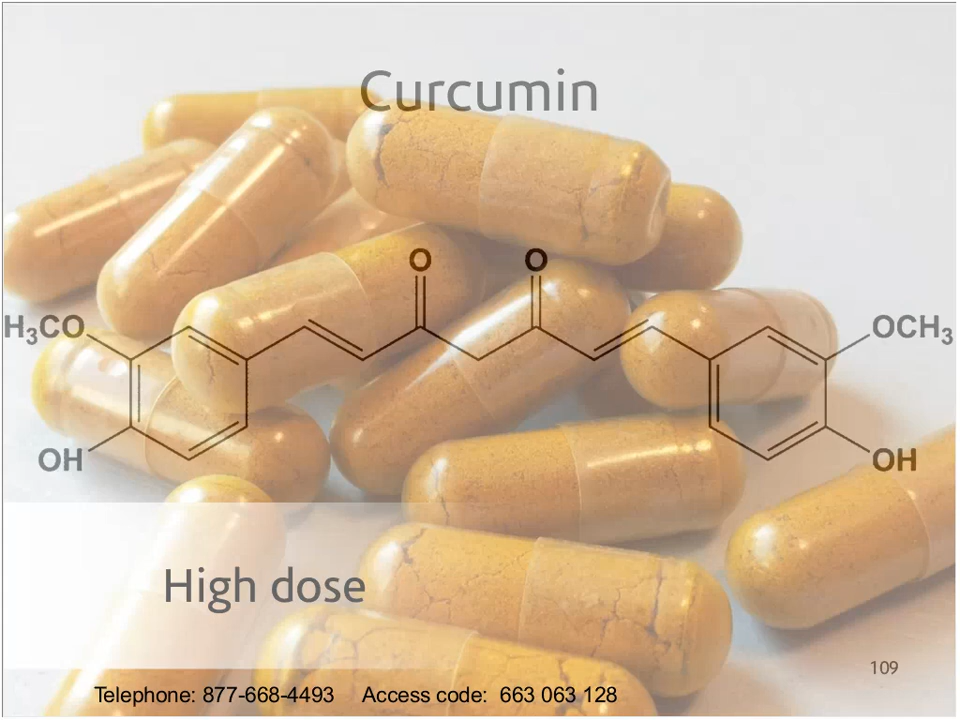 Curcumin
O O
H₃CO OCH₃
OH OH
High dose
109
Telephone: 877-668-4493 Access code: 663 063 128